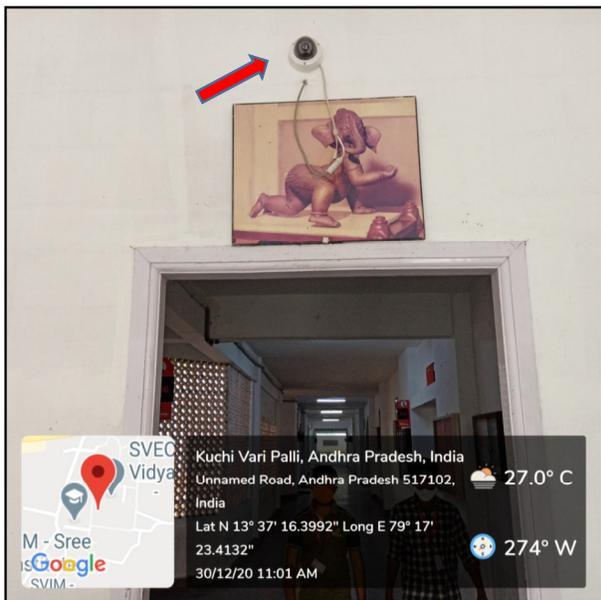 SVEC
Vidya
M - Sree
Google
SVIM -
Kuchi Vari Palli, Andhra Pradesh, India
Unnamed Road, Andhra Pradesh 517102,
India
Lat N 13° 37' 16.3992" Long E 79° 17'
23.4132"
30/12/20 11:01 AM
27.0° C
274° W